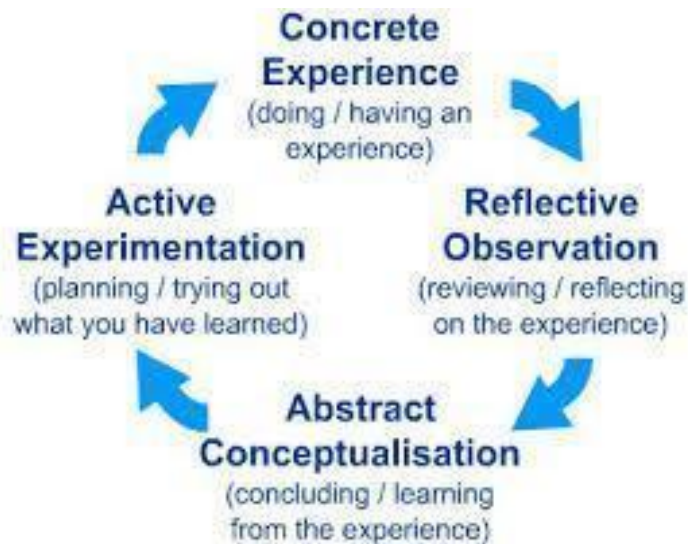 Concrete
Experience
(doing / having an
experience)
Reflective
Observation
(reviewing / reflecting
on the experience)
Abstract
Conceptualisation
(concluding / learning
from the experience)
Active
Experimentation
(planning / trying out
what you have learned)